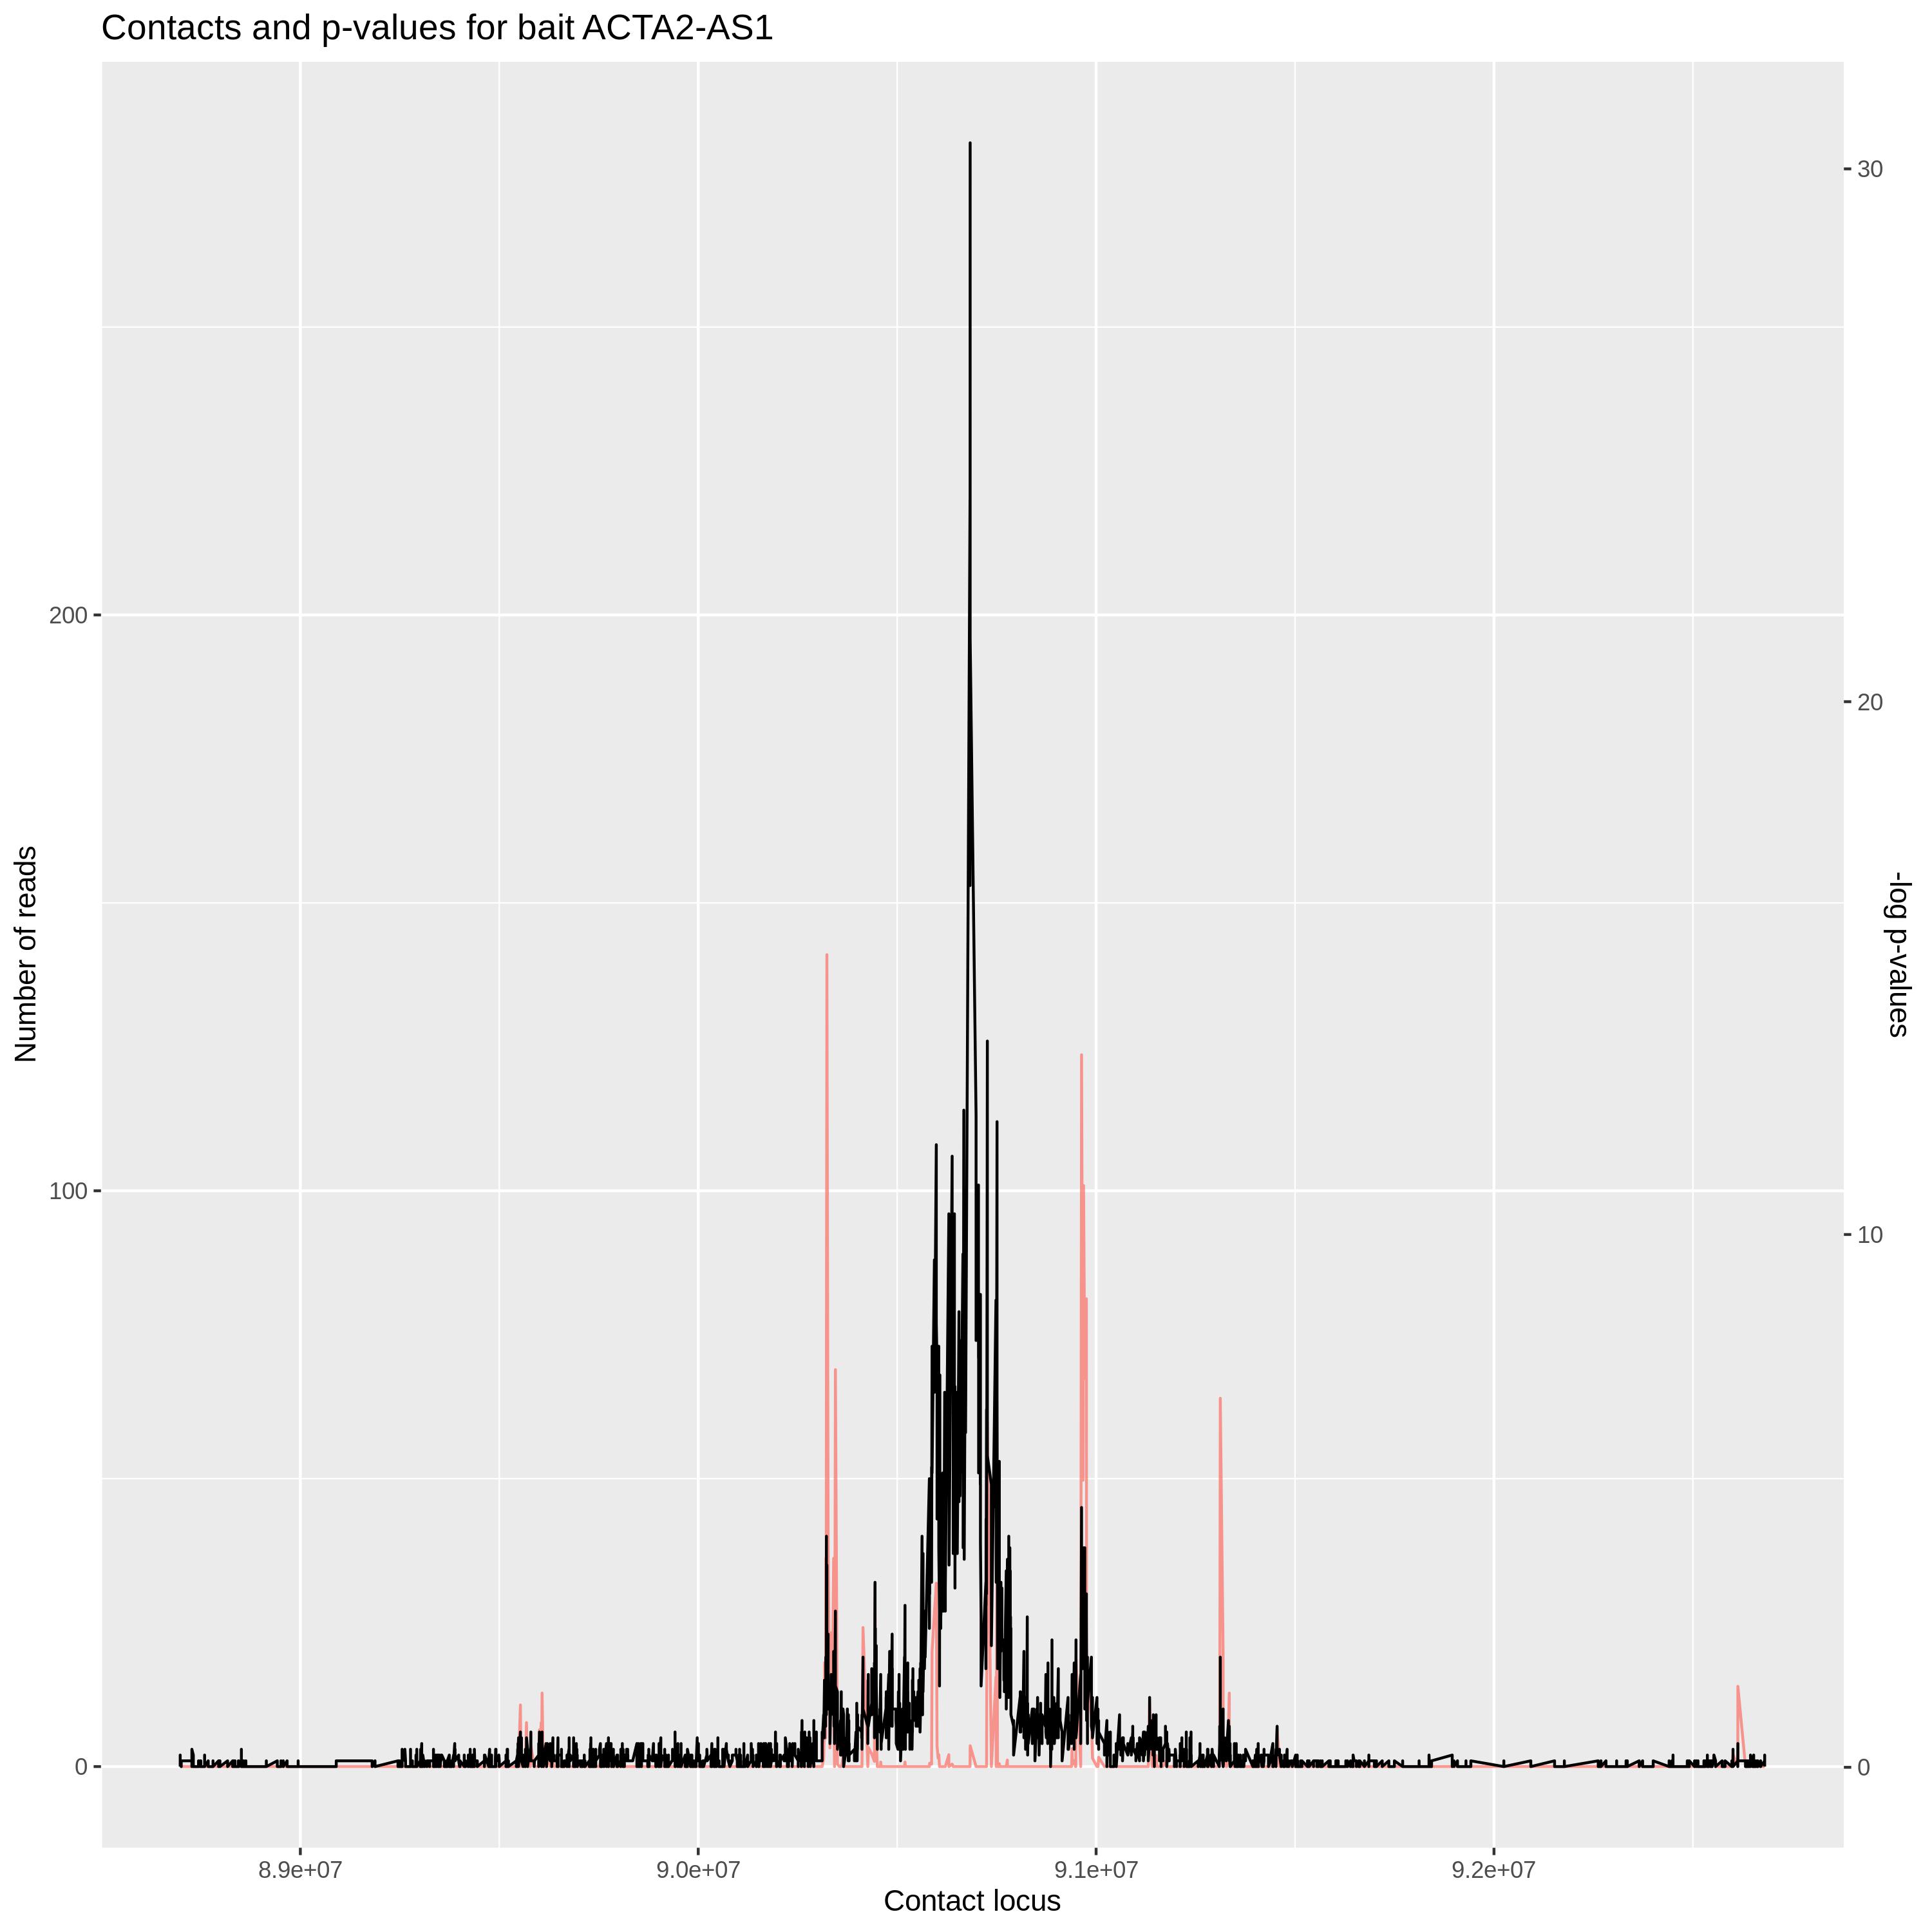 Contacts and p-values for bait ACTA2-AS1
Number of reads
200
100
0
30
20
10
0
-log p-values
8.9e+07
9.0e+07
9.1e+07
9.2e+07
Contact locus